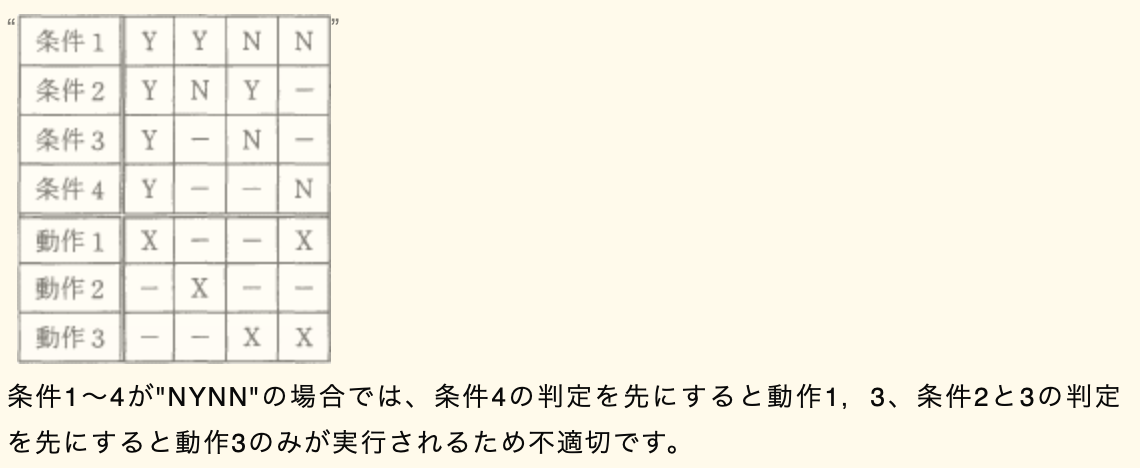 “条件1 Y Y N N”
条件2 Y N Y −
条件3 Y − N −
条件4 Y − − N
動作1 X − − X
動作2 − X − −
動作3 − − X X
条件1〜4が"NYNN"の場合では、条件4の判定を先にすると動作1，3、条件2と3の判定
を先にすると動作3のみが実行されるため不適切です。